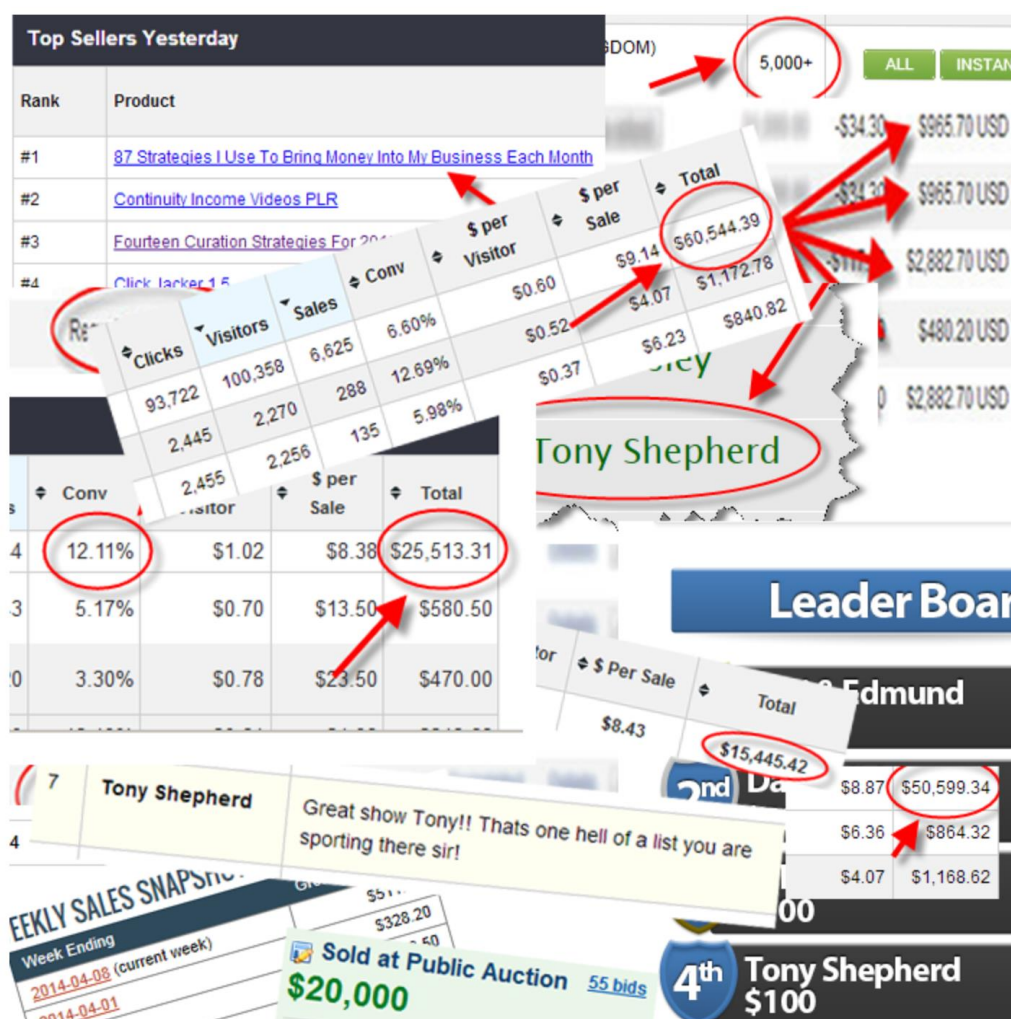 Top Sellers Yesterday
Rank Product
#1 87 Strategies I Use To Bring Money Into My Business Each Month
#2 Continuity Income Videos PLR
#3 Fourteen Curation Strategies For
#4 Click Jacker 1.5
5,000+ ALL
-$34.30 $965.70 USD
-$34.30 $965.70 USD
$2,882.70 USD
$480.20 USD
$2,882.70 USD
Clicks Visitors Sales Conv $ per Visitor $ per Sale Total
93,722 100,358 6,625 6.60% $0.60 $9.14 $60,544.39
2,445 2,270 288 12.69% $0.52 $4.07 $1,172.78
2,455 2,256 135 5.98% $0.37 $6.23 $840.82
Tony Shepherd
Conv $ per Sale Total
4 12.11% $1.02 $8.38 $25,513.31
3 5.17% $0.70 $13.50 $580.50
0 3.30% $0.78 $23.50 $470.00
Leader Boar
Edmund
$ Per Sale Total
$8.43 $15,445.42
2nd
$8.87 $50,599.34
$6.36 $864.32
$4.07 $1,168.62
00
7 Tony Shepherd Great show Tony!! Thats one hell of a list you are
sporting there sir!
4
EEKLY SALES
Week Ending
$328.20
2014-04-08 (current week)
2014-04-01
Sold at Public Auction 55 bids
$20,000
4th Tony Shepherd
$100